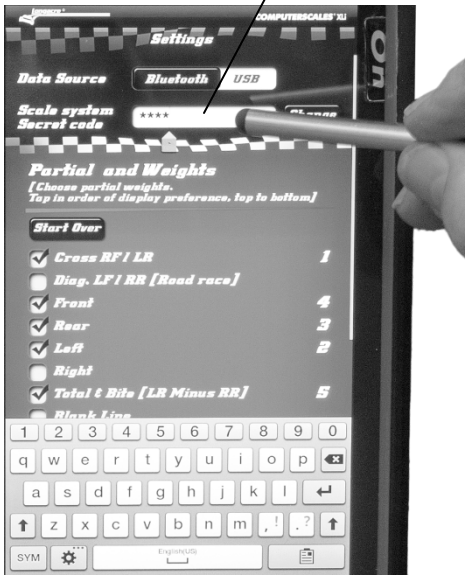 COMPUTERSCALES XLi
Settings
Data Source Bluetooth USB
Scale system
Secret code
**** Change
Partial and Weights
[Choose partial weights.
Tap in order of display preference, top to bottom]
Start Over
Cross RF / LR 1
Diag. LF / RR [Road race]
Front 4
Rear 3
Left 2
Right
Total & Bite [LR Minus RR] 5
Blank Line
On
1 2 3 4 5 6 7 8 9 0
q w e r t y u i o p
a s d f g h j k l
z x c v b n m , ! . ?
SYM English(US)